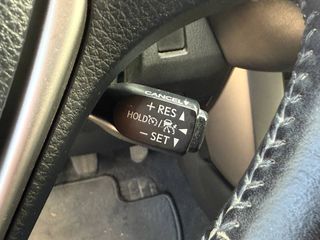 CANCEL
+ RES ▲
HOLD
− SET ▼